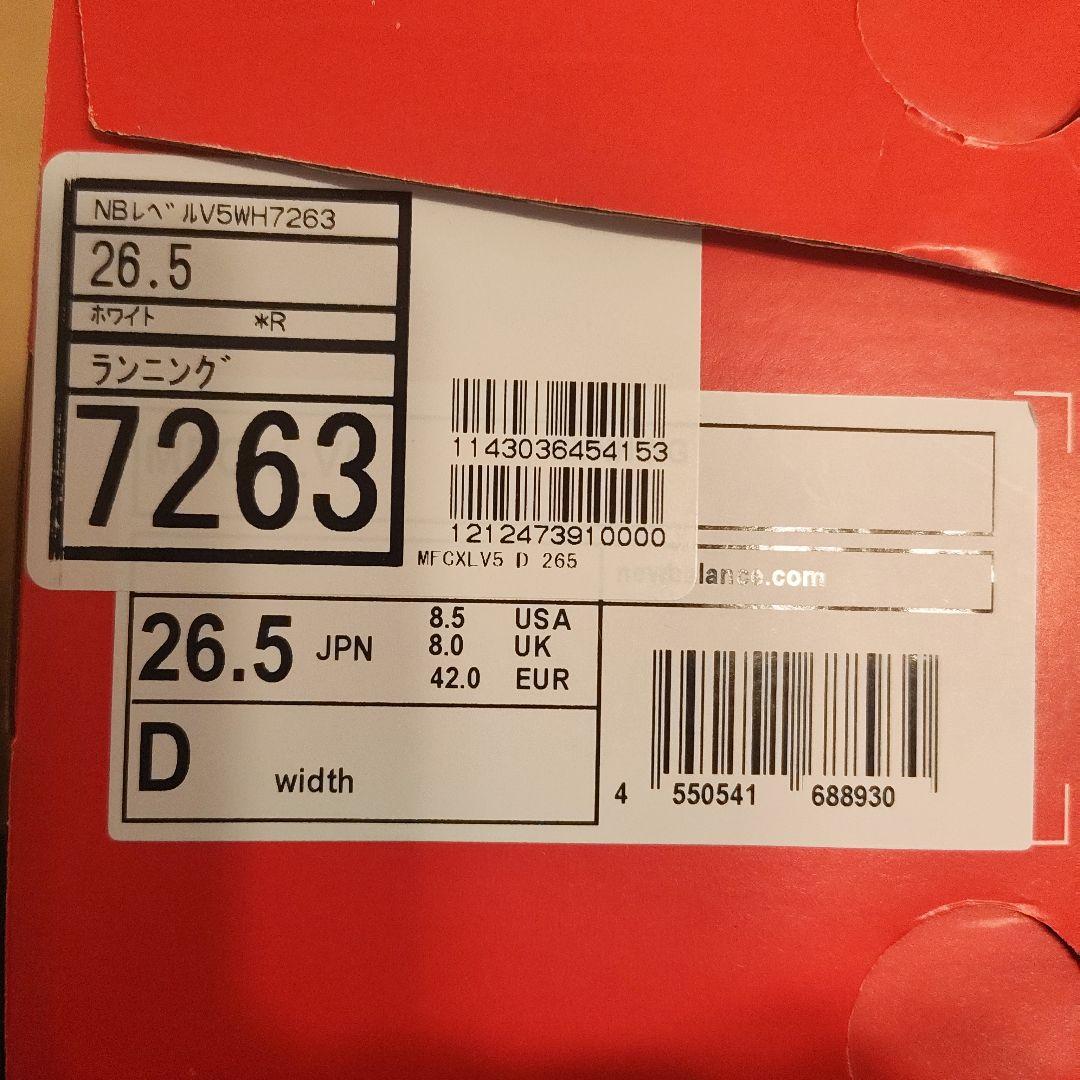 NBレベルV5WH7263
26.5
ホワイト *R
ランニング
7263
1143036454153
1212473910000
MFCXLV5 D 265
newbalance.com
26.5 JPN
8.5 USA
8.0 UK
42.0 EUR
D width
4 550541 688930